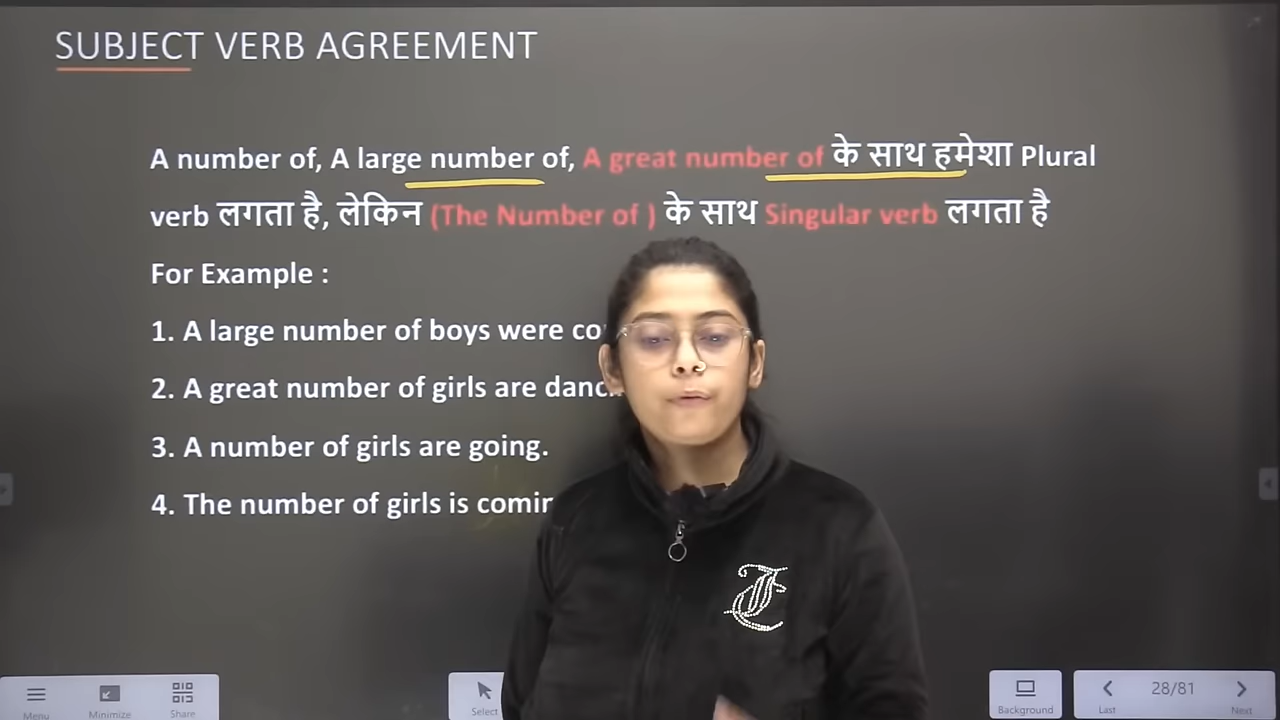 SUBJECT VERB AGREEMENT
A number of, A large number of, A great number of के साथ हमेशा Plural
verb लगता है, लेकिन (The Number of ) के साथ Singular verb लगता है
For Example :
1. A large number of boys were
2. A great number of girls are
3. A number of girls are going.
4. The number of girls is
Menu Minimize Share Select Background Last 28/81 Next